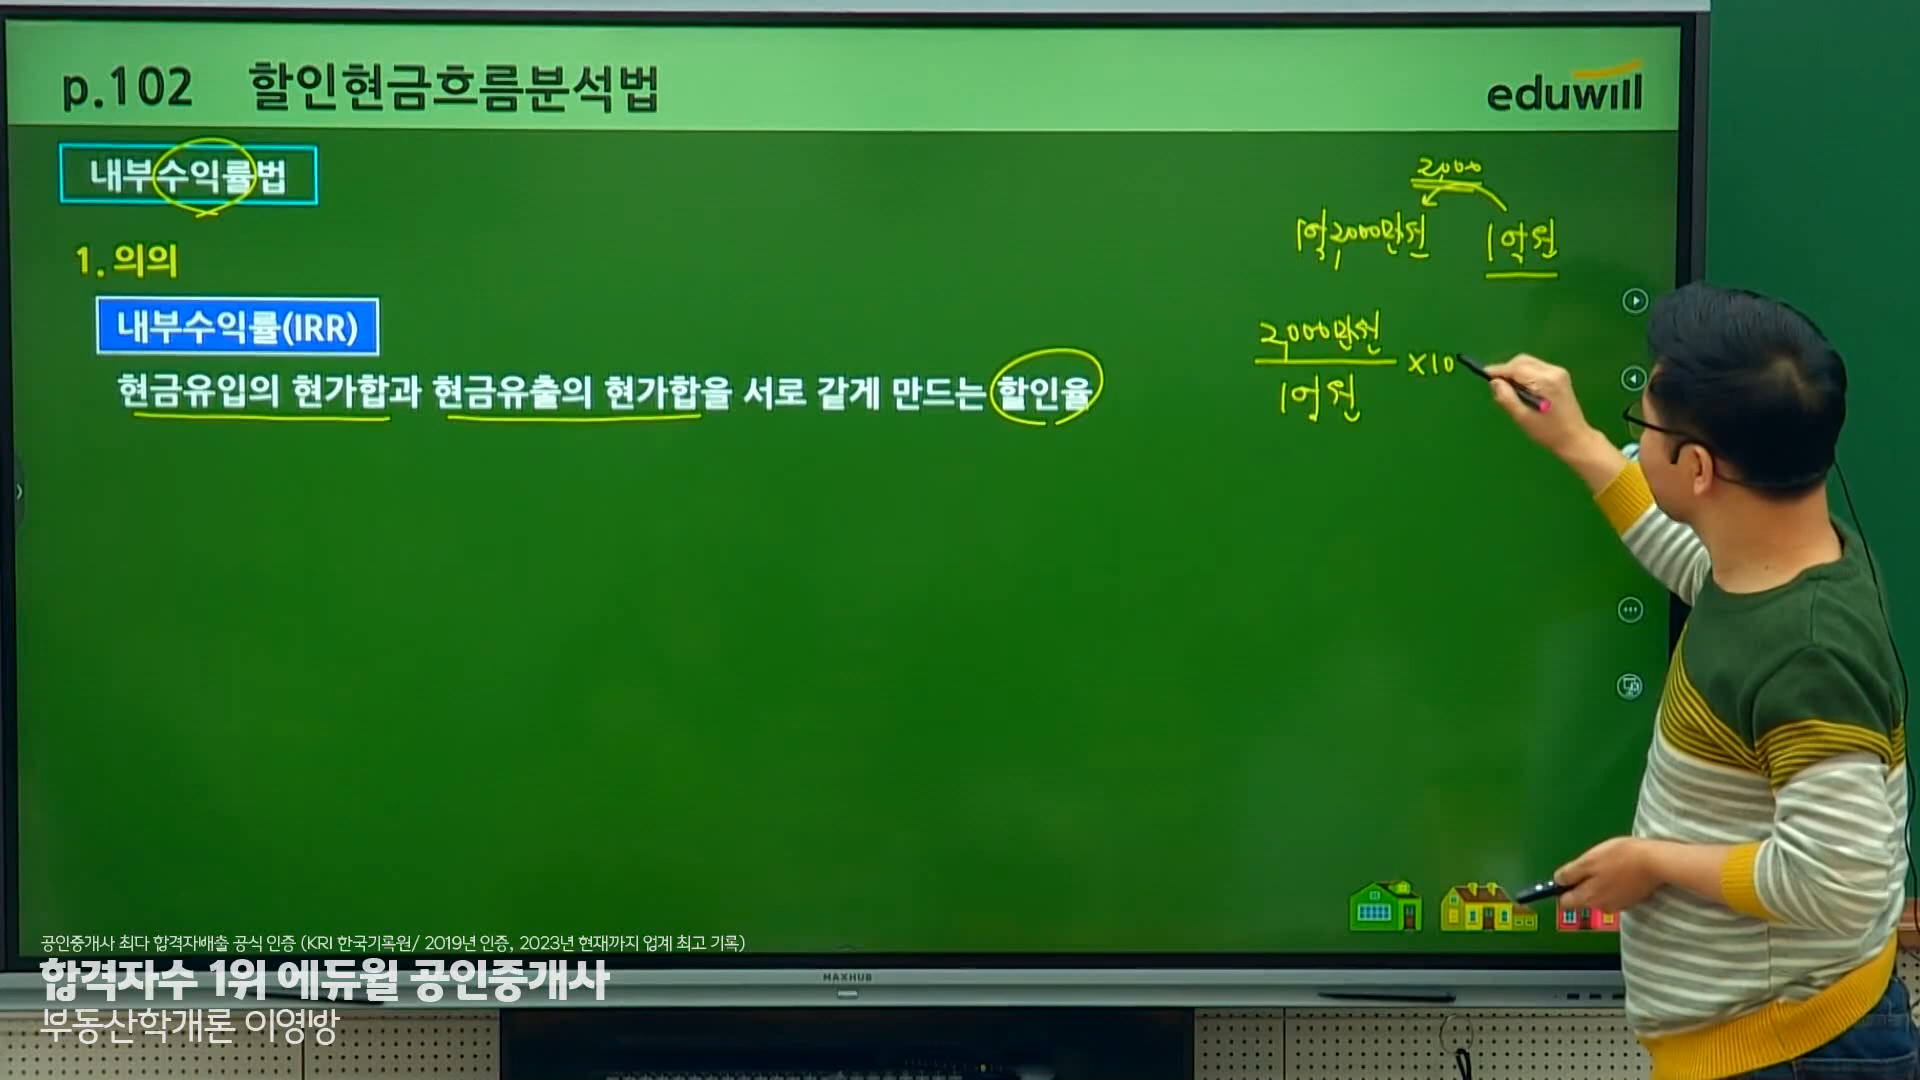 p.102 할인현금흐름분석법
eduwill
내부수익률법
2,000
1억2,000만원 1억원
1. 의의
내부수익률(IRR)
2,000만원
1억원
×10
현금유입의 현가합과 현금유출의 현가합을 서로 같게 만드는 할인율
공인중개사 최다 합격자배출 공식 인증 (KRI 한국기록원/ 2019년 인증, 2023년 현재까지 업계 최고 기록)
합격자수 1위 에듀윌 공인중개사
부동산학개론 이영방
MAXHUB